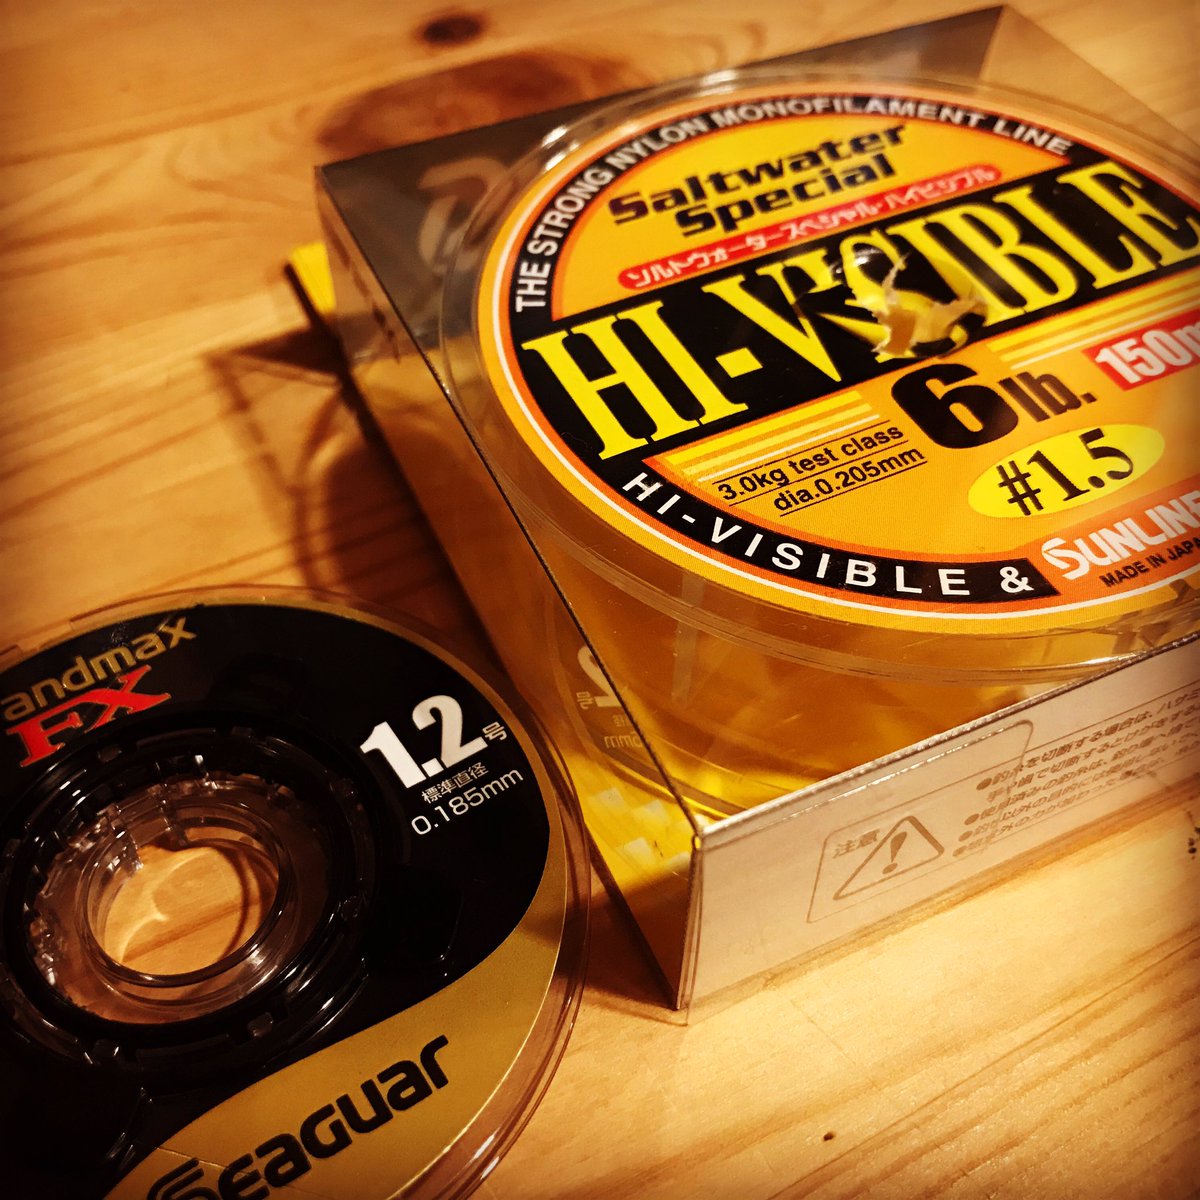 THE STRONG NYLON MONOFILAMENT LINE
Saltwater
Special
ソルトウォータースペシャル・ハイビジブル
HI-VISIBLE
6lb.
150m
3.0kg test class
dia.0.205mm
#1.5
HI-VISIBLE &
SUNLINE
MADE IN JAPAN
注意
andmax
FX
1.2号
標準直径
0.185mm
Seaguar